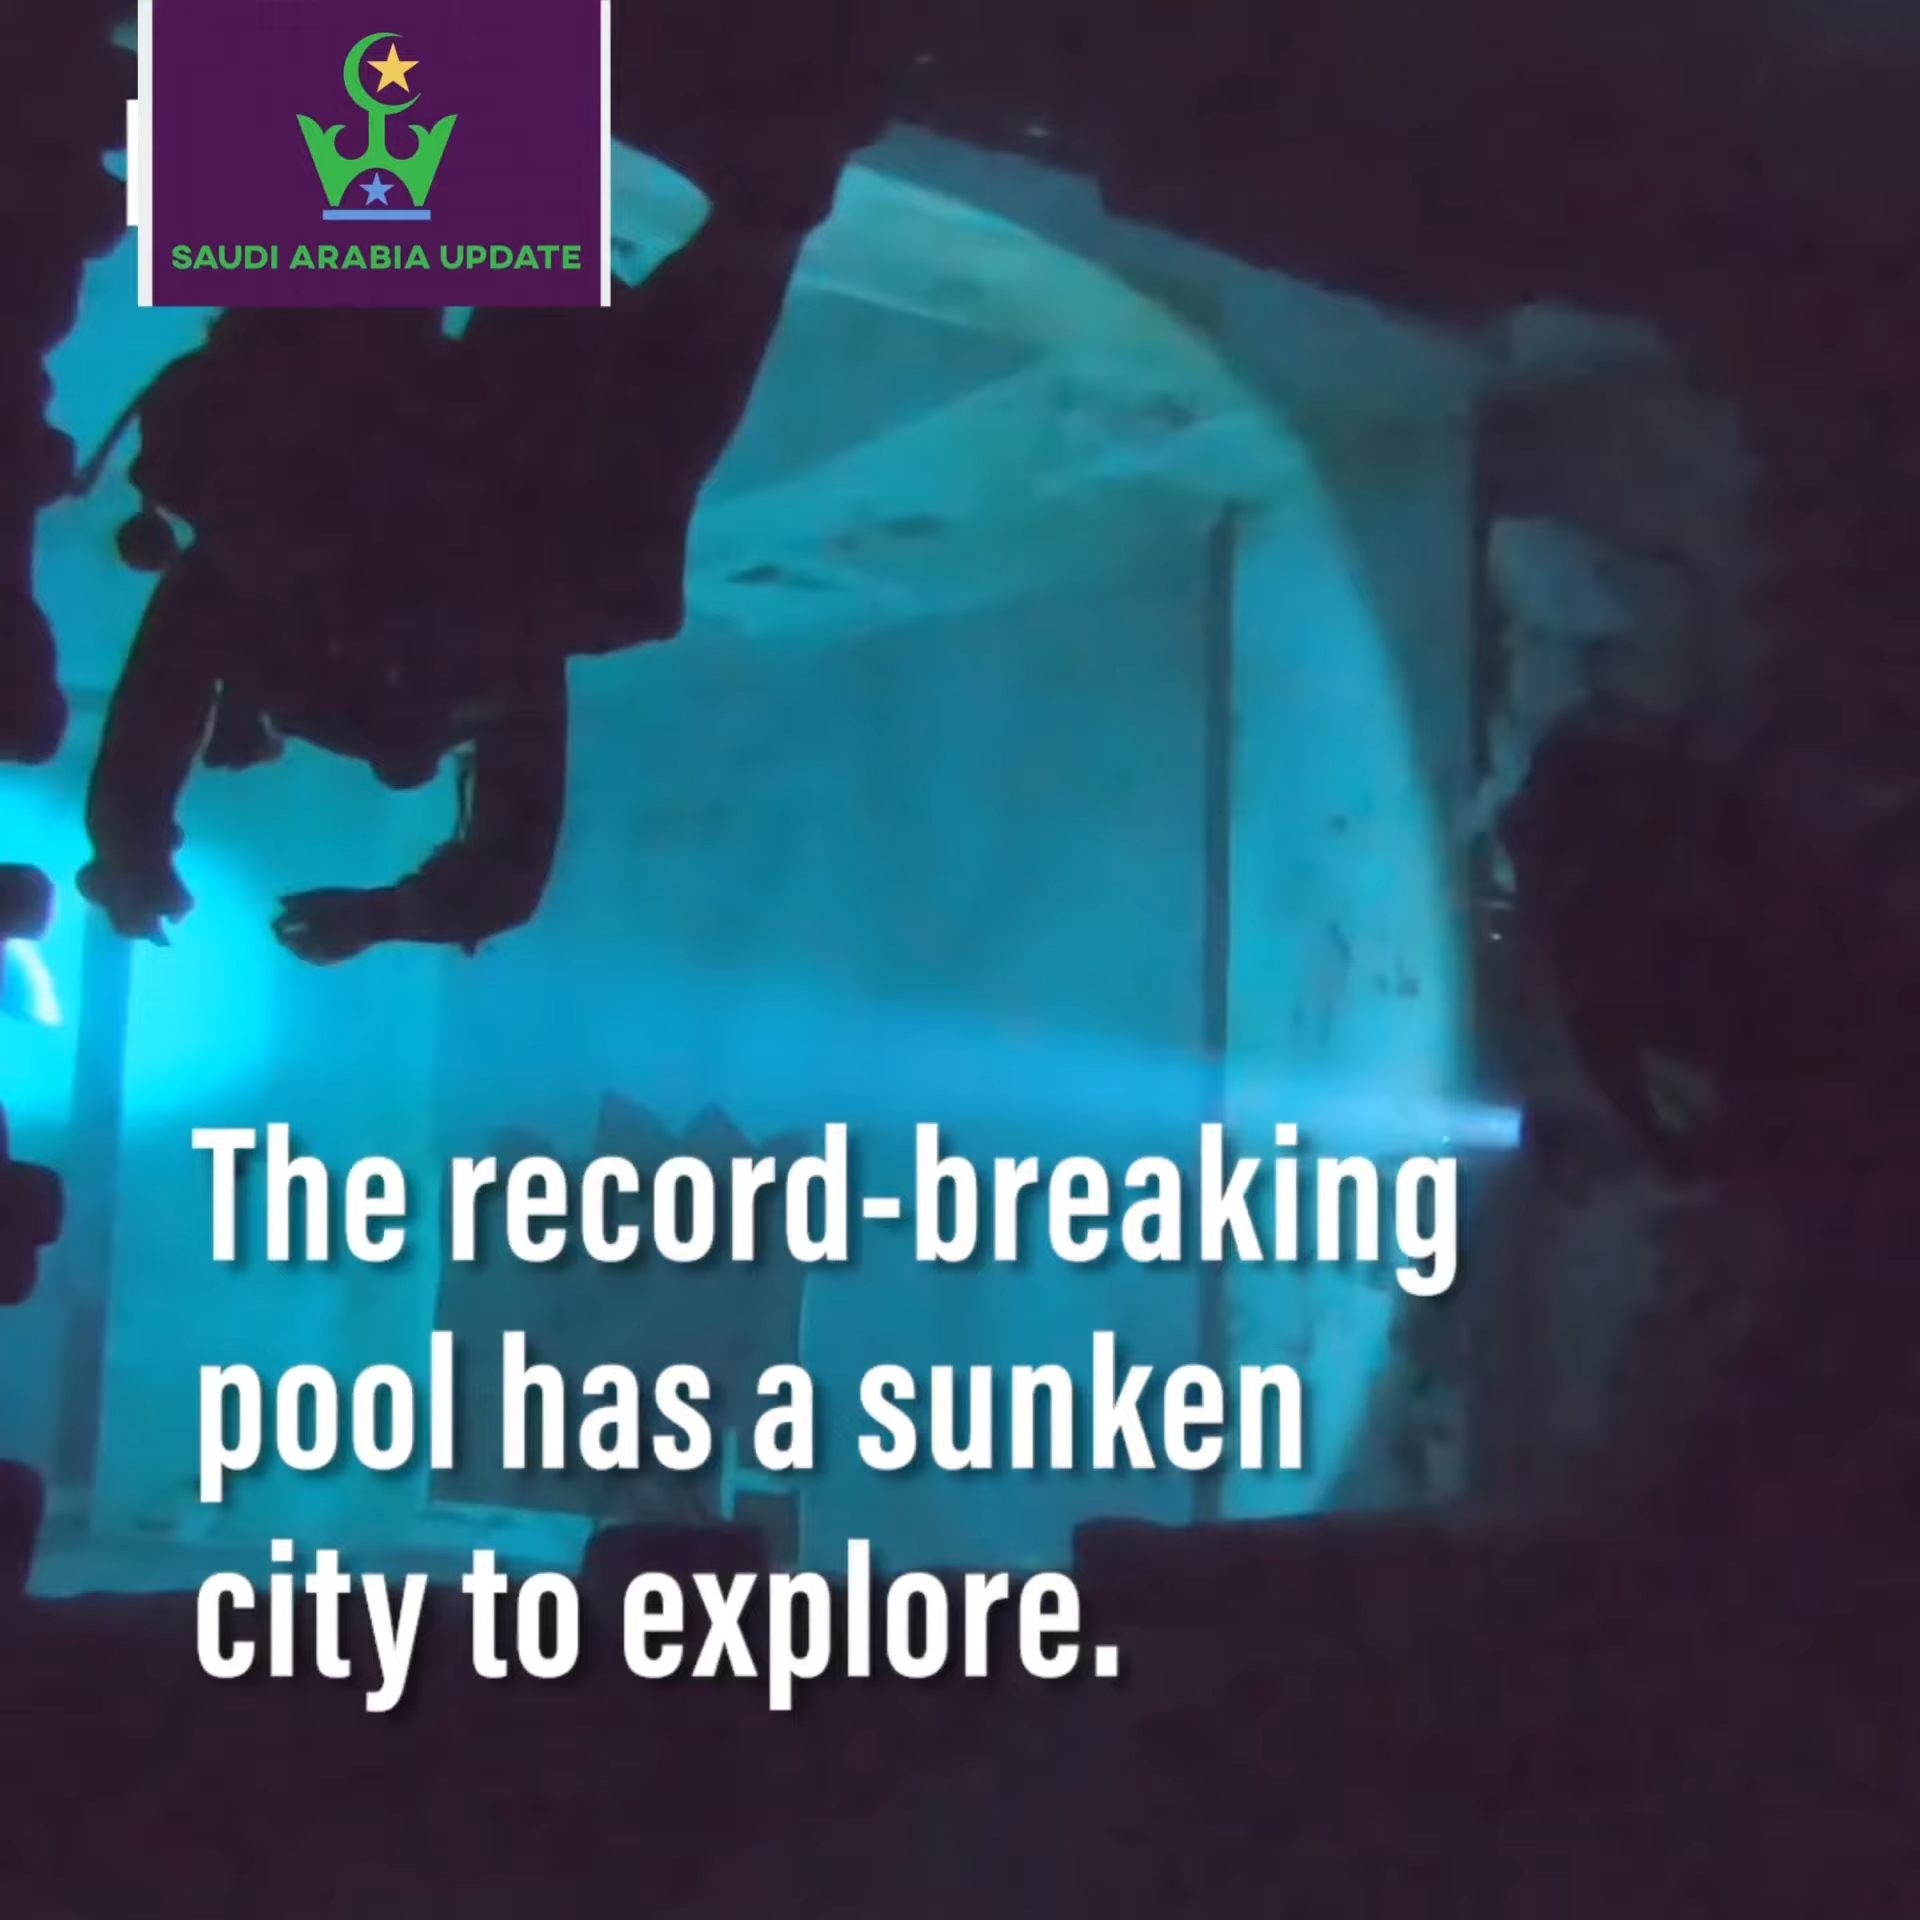 SAUDI ARABIA UPDATE
The record-breaking
pool has a sunken
city to explore.